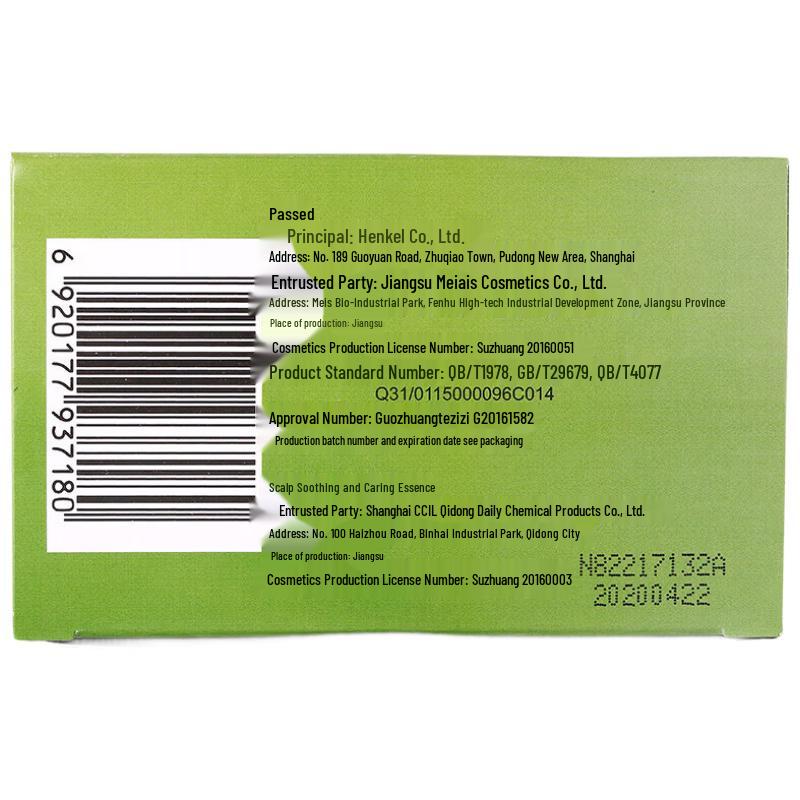 Passed
Principal: Henkel Co., Ltd.
Address: No. 189 Guoyuan Road, Zhuqiao Town, Pudong New Area, Shanghai
Entrusted Party: Jiangsu Meiais Cosmetics Co., Ltd.
Address: Meis Bio-Industrial Park, Fenhu High-tech Industrial Development Zone, Jiangsu Province
Place of production: Jiangsu
Cosmetics Production License Number: Suzhuang 20160051
Product Standard Number: QB/T1978, GB/T29679, QB/T4077
Q31/0115000096C014
Approval Number: Guozhuangtezizi G20161582
Production batch number and expiration date see packaging
Scalp Soothing and Caring Essence
Entrusted Party: Shanghai CCIL Qidong Daily Chemical Products Co., Ltd.
Address: No. 100 Haizhou Road, Binhai Industrial Park, Qidong City
Place of production: Jiangsu
Cosmetics Production License Number: Suzhuang 20160003
N82217132A
20200422
6 920177 937180